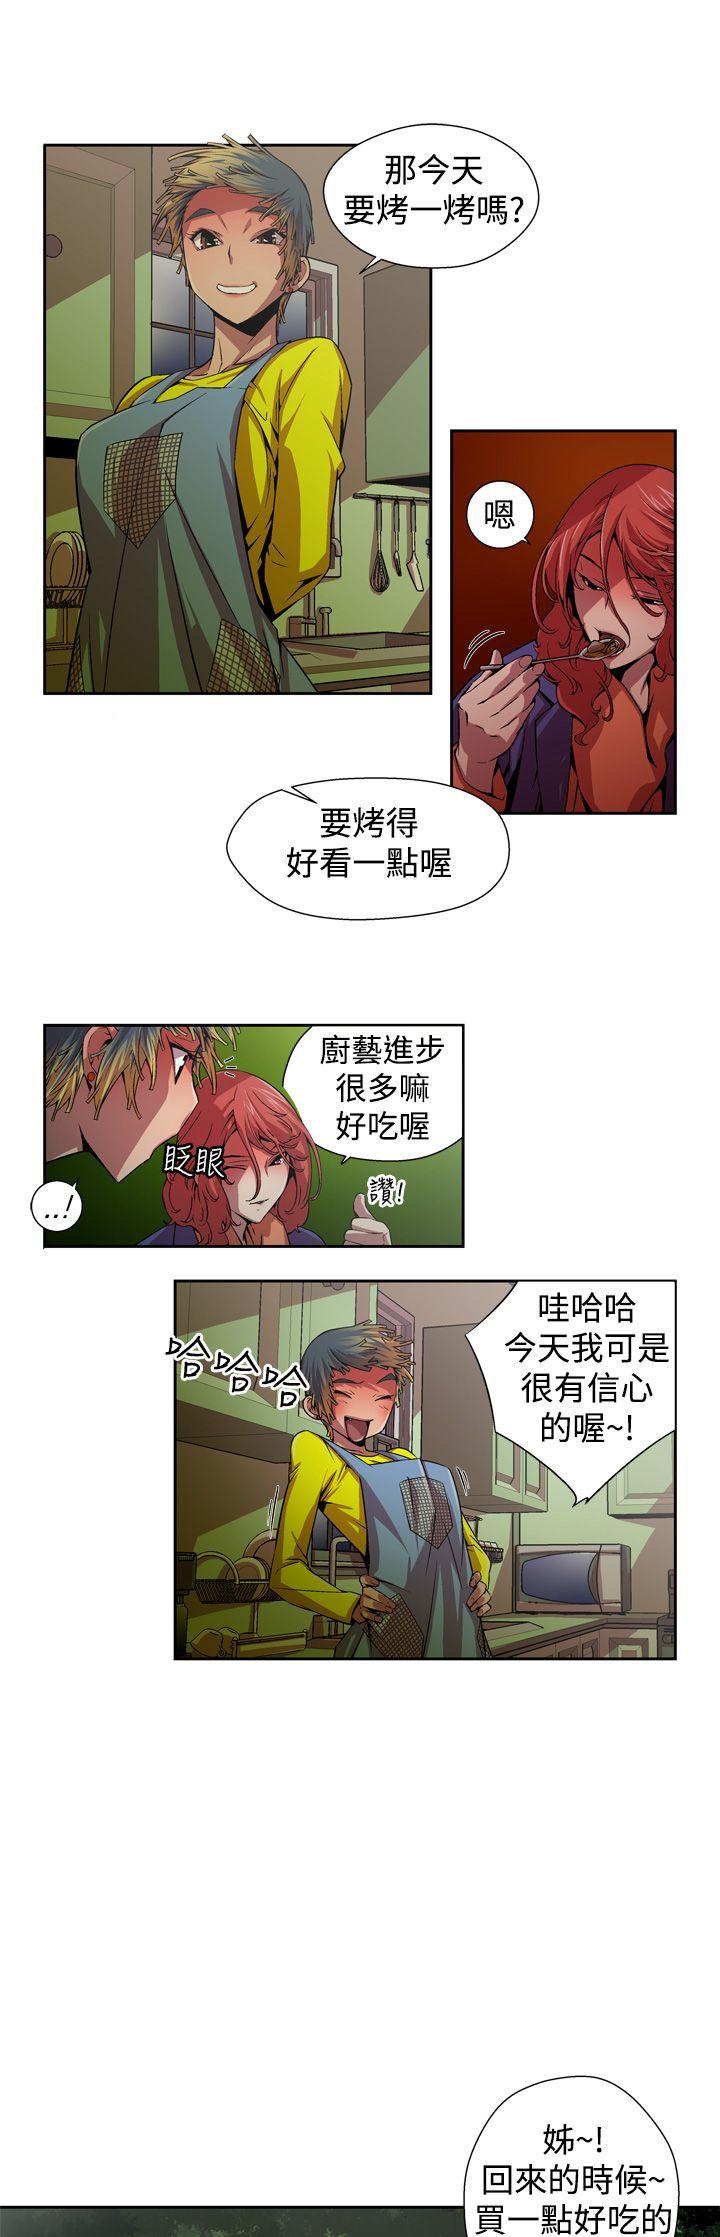 那今天
要烤一烤嗎?
嗯
要烤得
好看一點喔
廚藝進步
很多嘛
好吃喔
眨眼
讚!
..!
哇哈哈
今天我可是
很有信心
的喔~!
哈哈哈
姊~!
回來的時候~
買一點好吃的